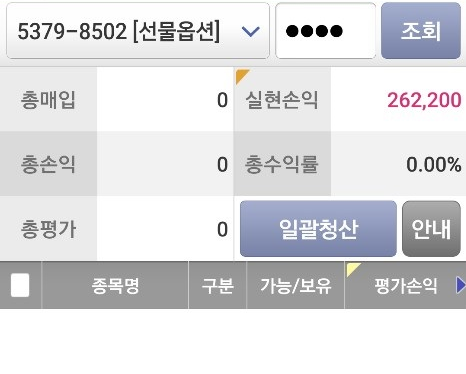 5379-8502 [선물옵션] ●●●● 조회
총매입 0 실현손익 262,200
총손익 0 총수익률 0.00%
총평가 0 일괄청산 안내
종목명 구분 가능/보유 평가손익